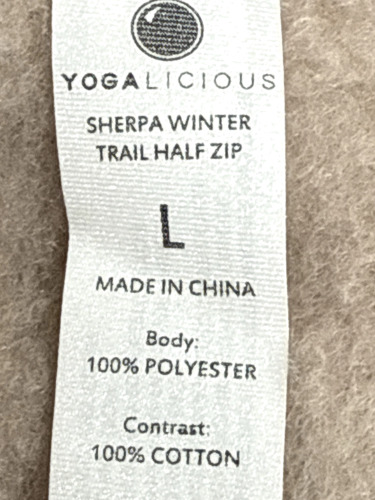 YOGALICIOUS
SHERPA WINTER
TRAIL HALF ZIP
L
MADE IN CHINA
Body:
100% POLYESTER
Contrast:
100% COTTON